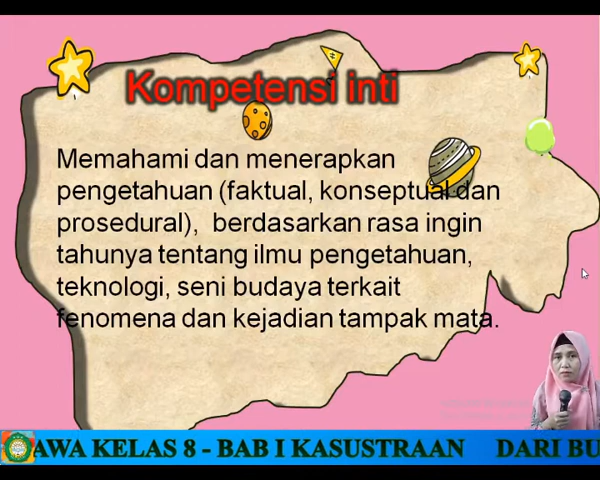 Kompetensi inti
Memahami dan menerapkan
pengetahuan (faktual, konseptual dan
prosedural), berdasarkan rasa ingin
tahunya tentang ilmu pengetahuan,
teknologi, seni budaya terkait
fenomena dan kejadian tampak mata.
AWA KELAS 8 - BAB I KASUSTRAAN DARI BU